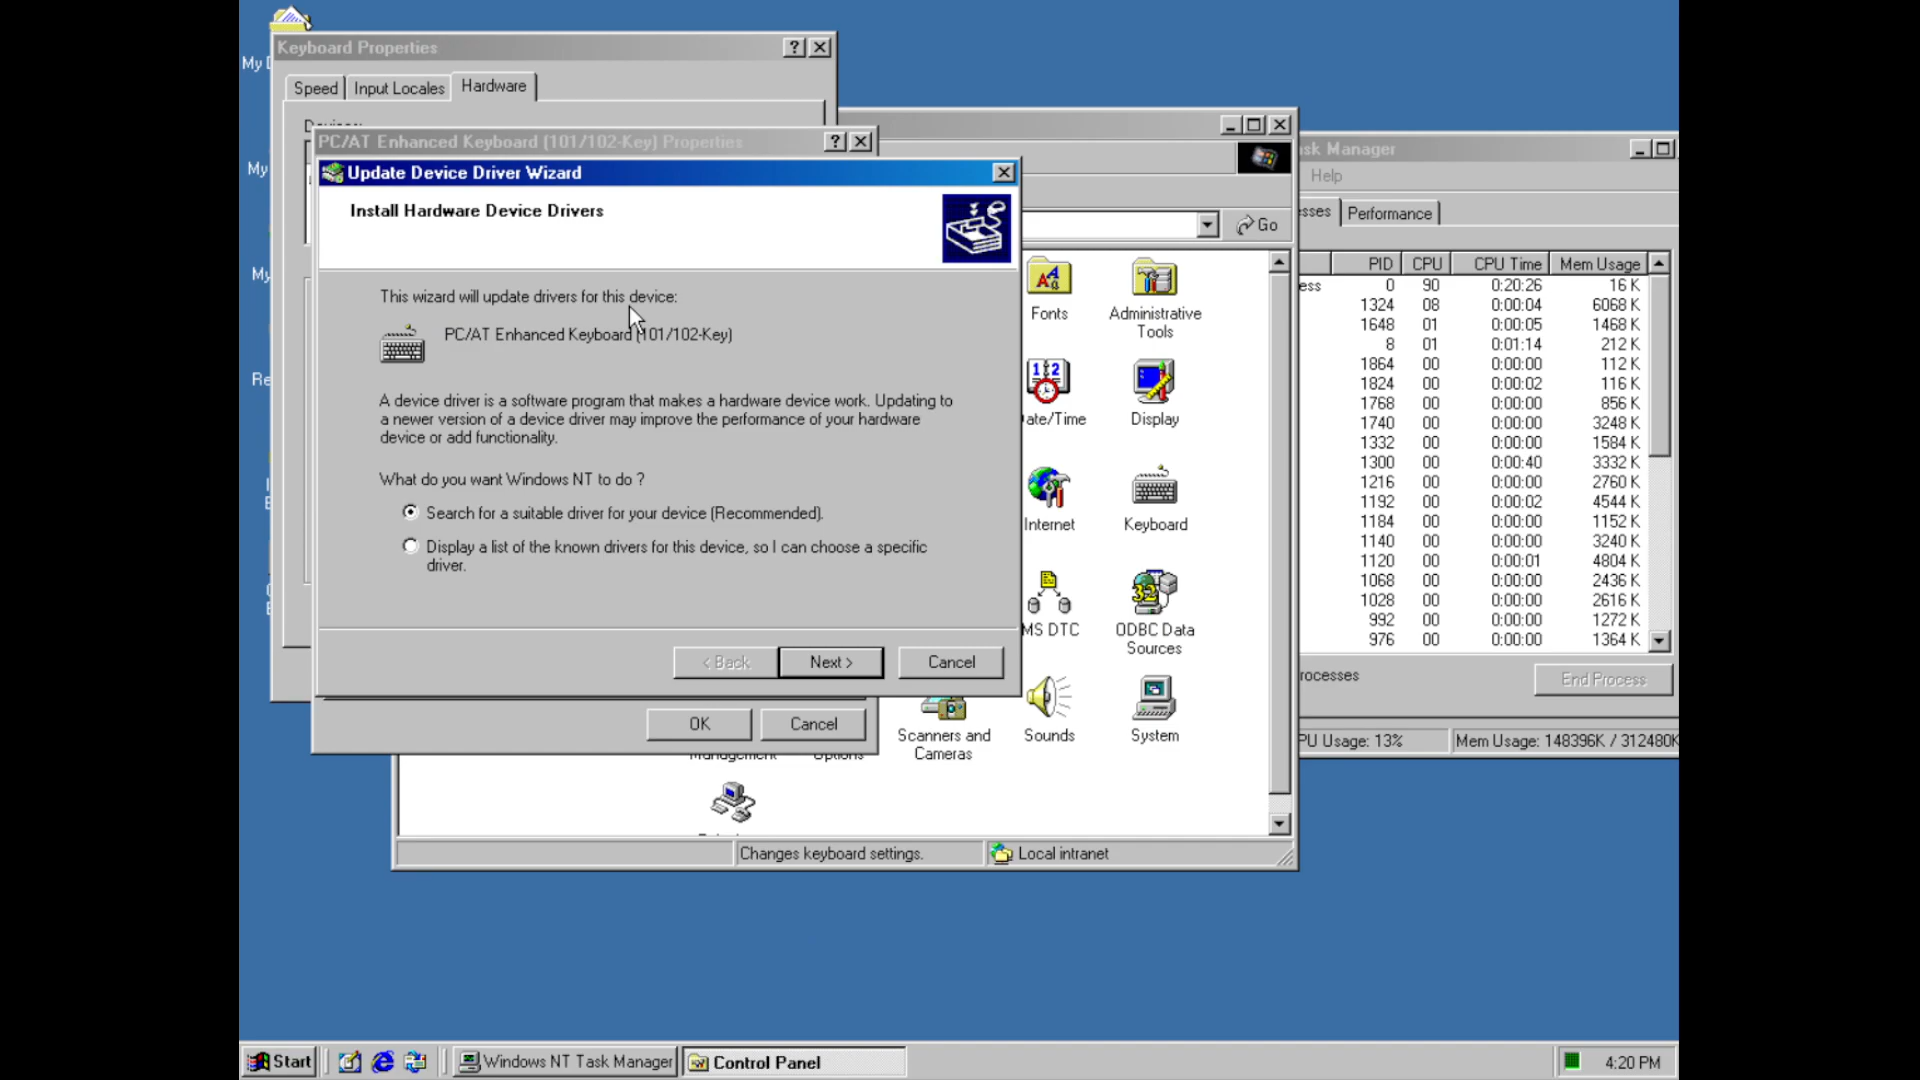 My
Keyboard Properties
Speed
Input Locales
Hardware
PC/AT Enhanced Keyboard (101/102-Key) Properties
Update Device Driver Wizard
Install Hardware Device Drivers
This wizard will update drivers for this device:
PC/AT Enhanced Keyboard (101/102-Key)
A device driver is a software program that makes a hardware device work. Updating to
a newer version of a device driver may improve the performance of your hardware
device or add functionality.
What do you want Windows NT to do ?
Search for a suitable driver for your device (Recommended).
Display a list of the known drivers for this device, so I can choose a specific
driver.
< Back
Next >
Cancel
OK
Cancel
My
My
Re
Go
Fonts
Administrative
Tools
ate/Time
Display
Internet
Keyboard
MS DTC
ODBC Data
Sources
Scanners and
Cameras
Sounds
System
Management
Options
Changes keyboard settings.
Local intranet
sk Manager
Help
sses
Performance
PID CPU CPU Time Mem Usage
ess 0 90 0:20:26 16 K
1324 08 0:00:04 6068 K
1648 01 0:00:05 1468 K
8 01 0:01:14 212 K
1864 00 0:00:00 112 K
1824 00 0:00:02 116 K
1768 00 0:00:00 856 K
1740 00 0:00:00 3248 K
1332 00 0:00:00 1584 K
1300 00 0:00:40 3332 K
1216 00 0:00:00 2760 K
1192 00 0:00:02 4544 K
1184 00 0:00:00 1152 K
1140 00 0:00:00 3240 K
1120 00 0:00:01 4804 K
1068 00 0:00:00 2436 K
1028 00 0:00:00 2616 K
992 00 0:00:00 1272 K
976 00 0:00:00 1364 K
rocesses
End Process
PU Usage: 13%
Mem Usage: 148396K / 312480K
Start
Windows NT Task Manager
Control Panel
4:20 PM